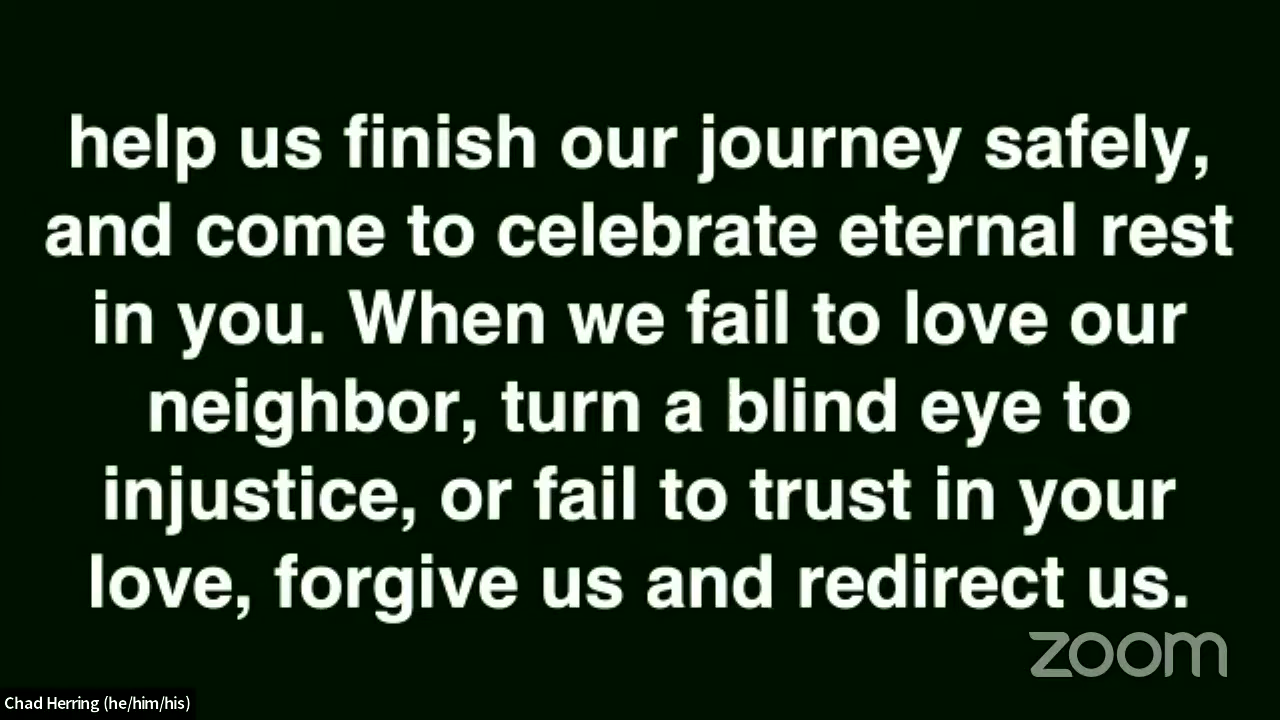 help us finish our journey safely,
and come to celebrate eternal rest
in you. When we fail to love our
neighbor, turn a blind eye to
injustice, or fail to trust in your
love, forgive us and redirect us.
zoom
Chad Herring (he/him/his)